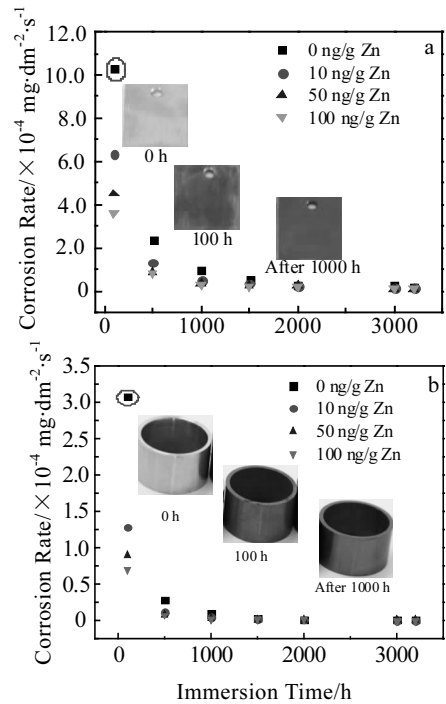 12.0
10.0
8.0
6.0
4.0
2.0
0
Corrosion Rate/×10⁻⁴ mg·dm⁻²·s⁻¹
a
0 ng/g Zn
10 ng/g Zn
50 ng/g Zn
100 ng/g Zn
0 h
100 h
After 1000 h
0
1000
2000
3000
3.5
3.0
2.5
2.0
1.5
1.0
0.5
0
Corrosion Rate/×10⁻⁴ mg·dm⁻²·s⁻¹
b
0 ng/g Zn
10 ng/g Zn
50 ng/g Zn
100 ng/g Zn
0 h
100 h
After 1000 h
0
1000
2000
3000
Immersion Time/h